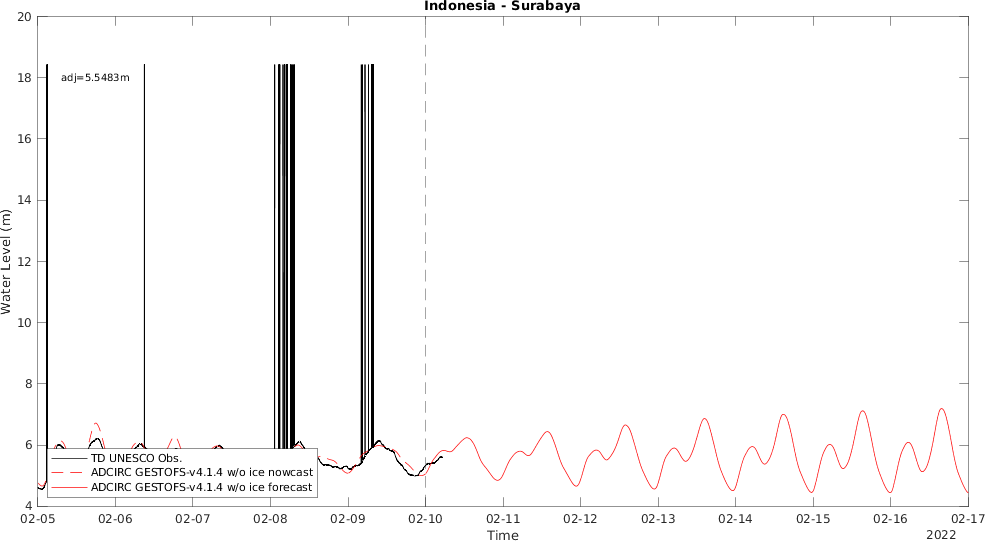 Indonesia - Surabaya
20
18
16
14
12
10
8
6
4
Water Level (m)
adj=5.5483m
TD UNESCO Obs.
ADCIRC GESTOFS-v4.1.4 w/o ice nowcast
ADCIRC GESTOFS-v4.1.4 w/o ice forecast
02-05 02-06 02-07 02-08 02-09 02-10 02-11 02-12 02-13 02-14 02-15 02-16 02-17
Time
2022